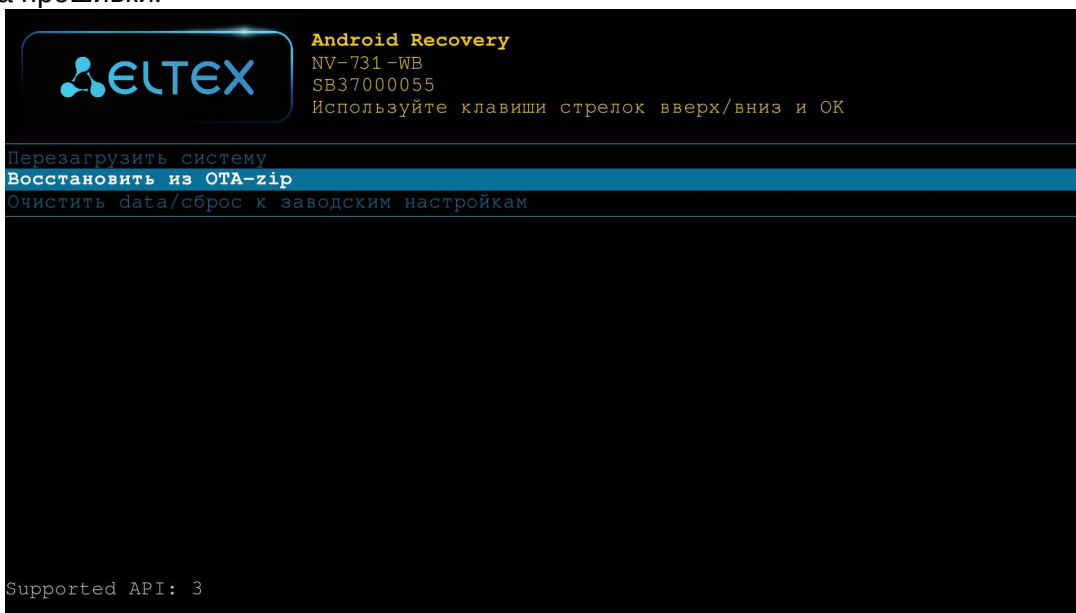 а прошивки.
ELTEX
Android Recovery
NV-731-WB
SB37000055
Используйте клавиши стрелок вверх/вниз и OK
Перезагрузить систему
Восстановить из OTA-zip
Очистить data/сброс к заводским настройкам
Supported API: 3